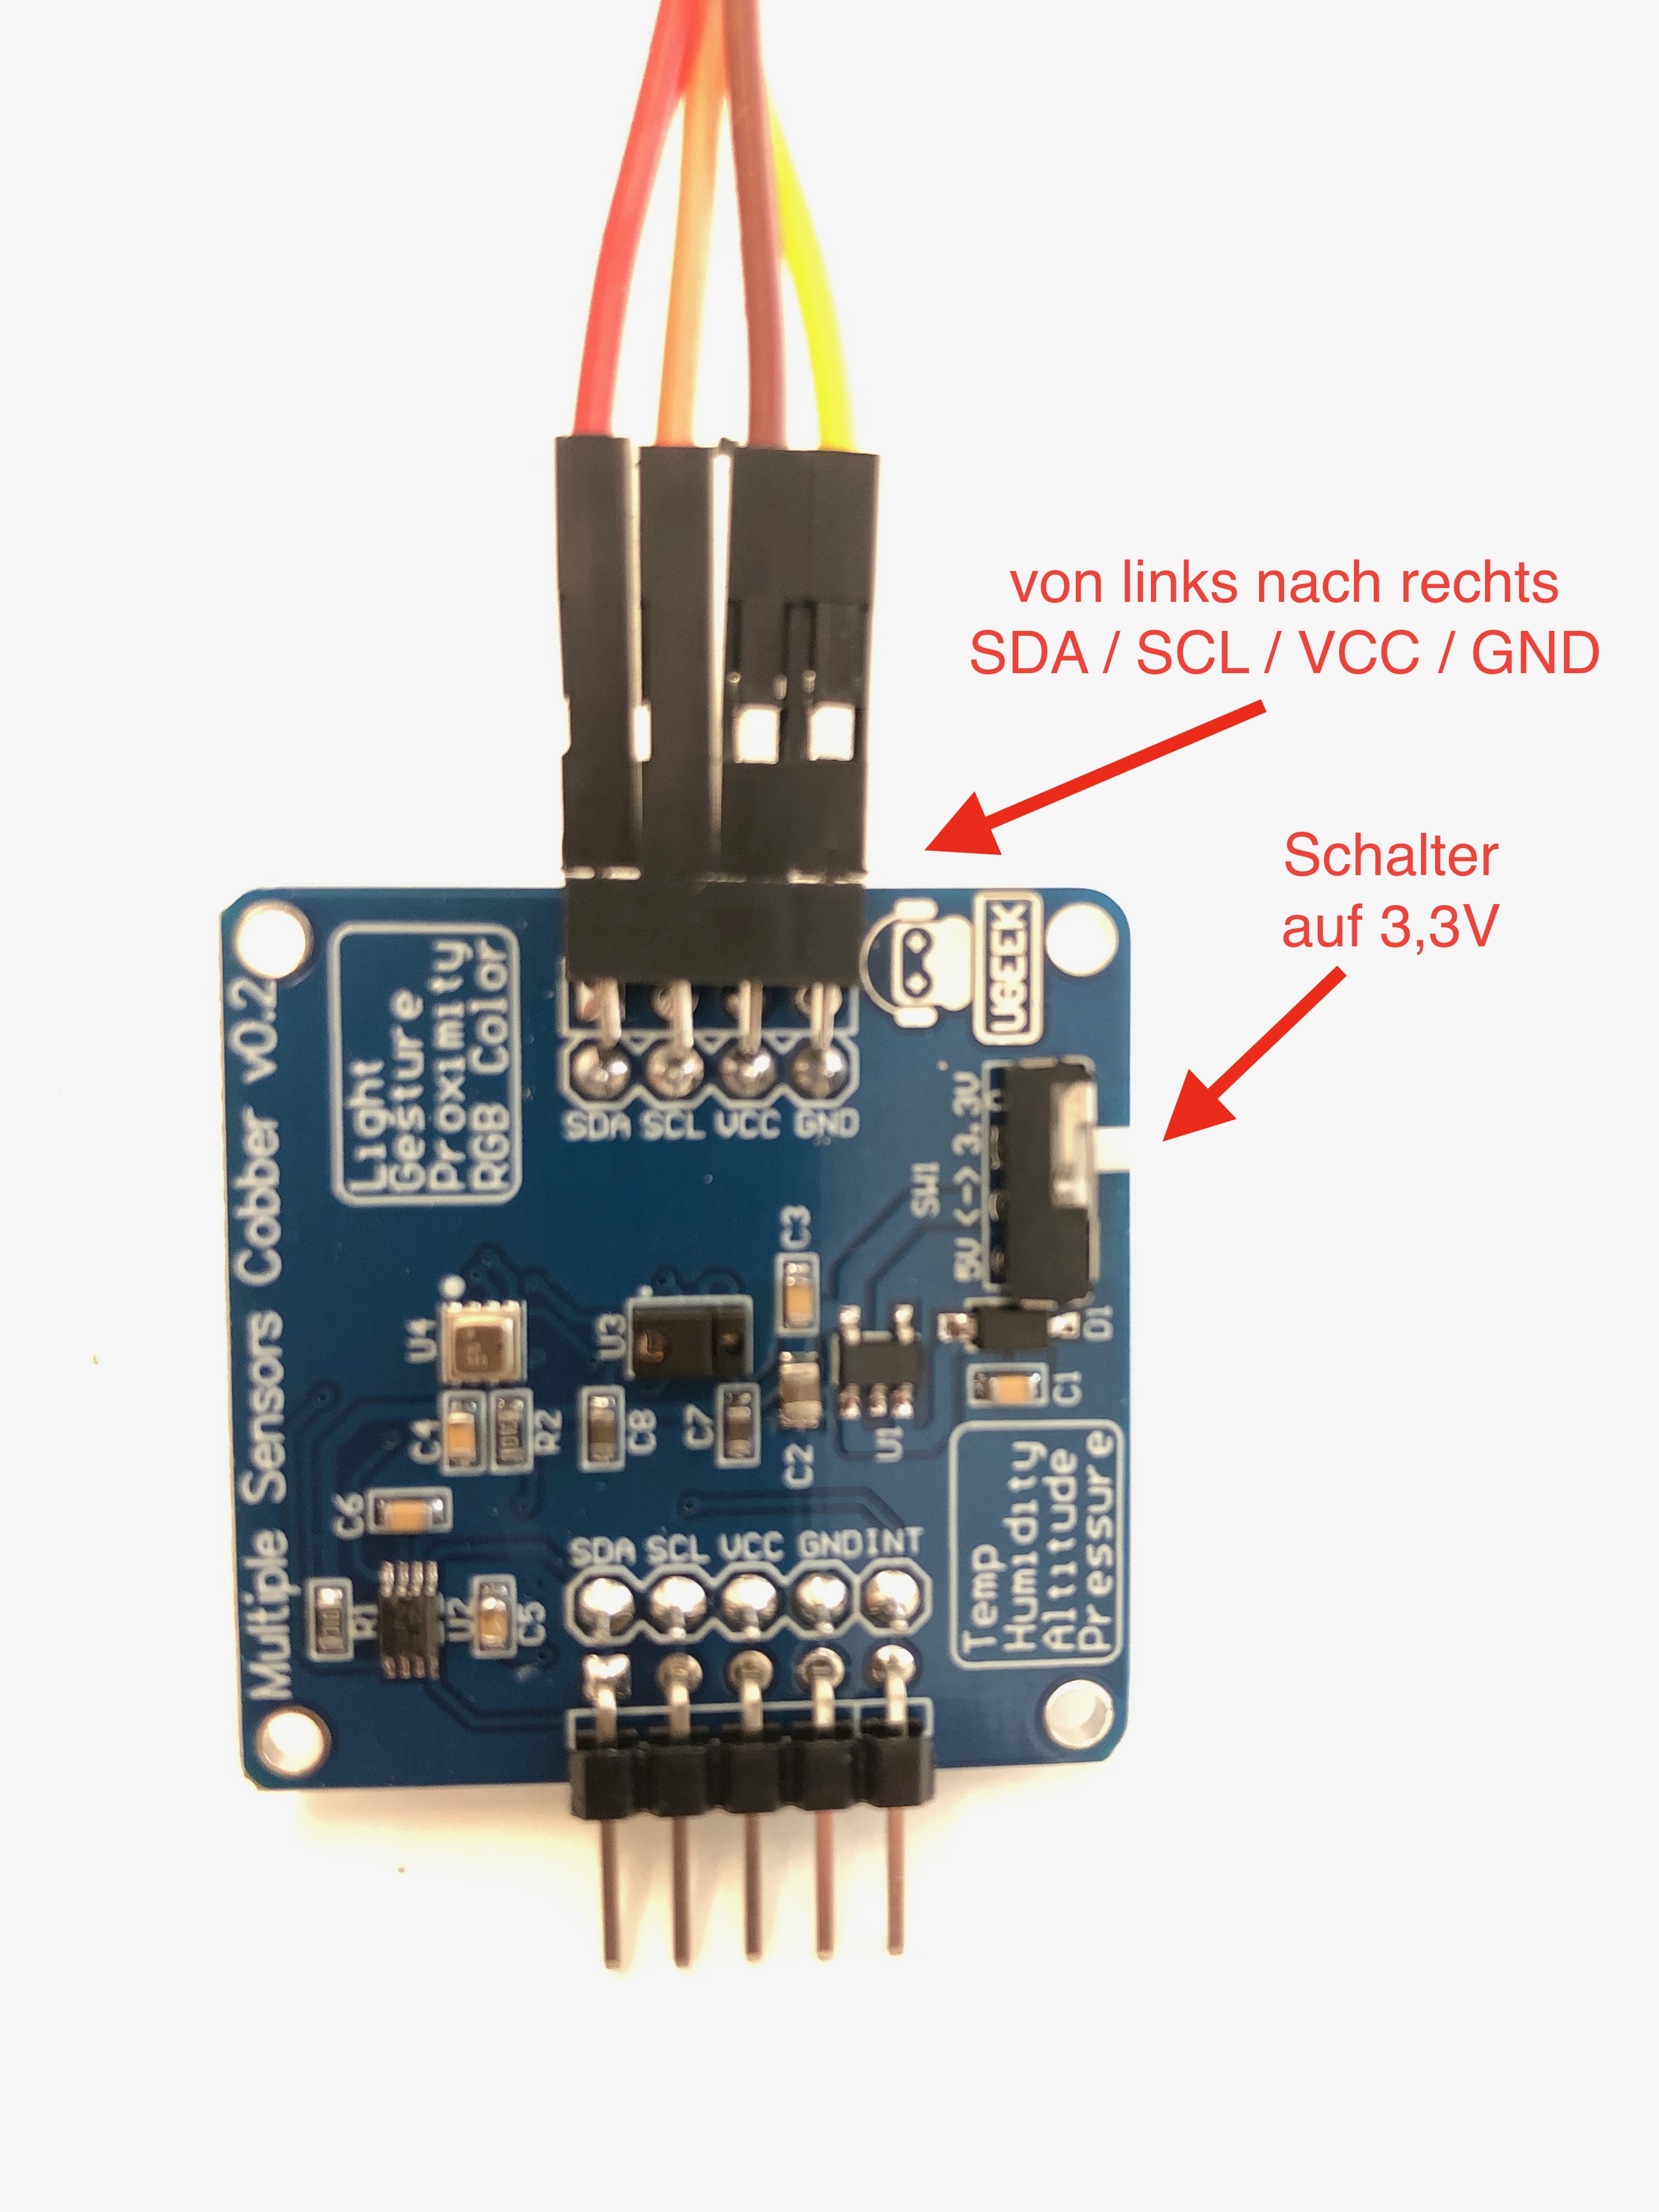 von links nach rechts
SDA / SCL / VCC / GND
Schalter
auf 3,3V
Multiple Sensors Cobber v0.2
Light
Gesture
Proximity
RGB Color
UGEEK
SDA SCL VCC GND
SW1
5V <-> 3.3V
C3
U4
U3
D1
C1
C4
R2
C8
C7
C2
U1
C6
Temp
Humidity
Altitude
Pressure
SDA SCL VCC GND INT
R1
U2
C5